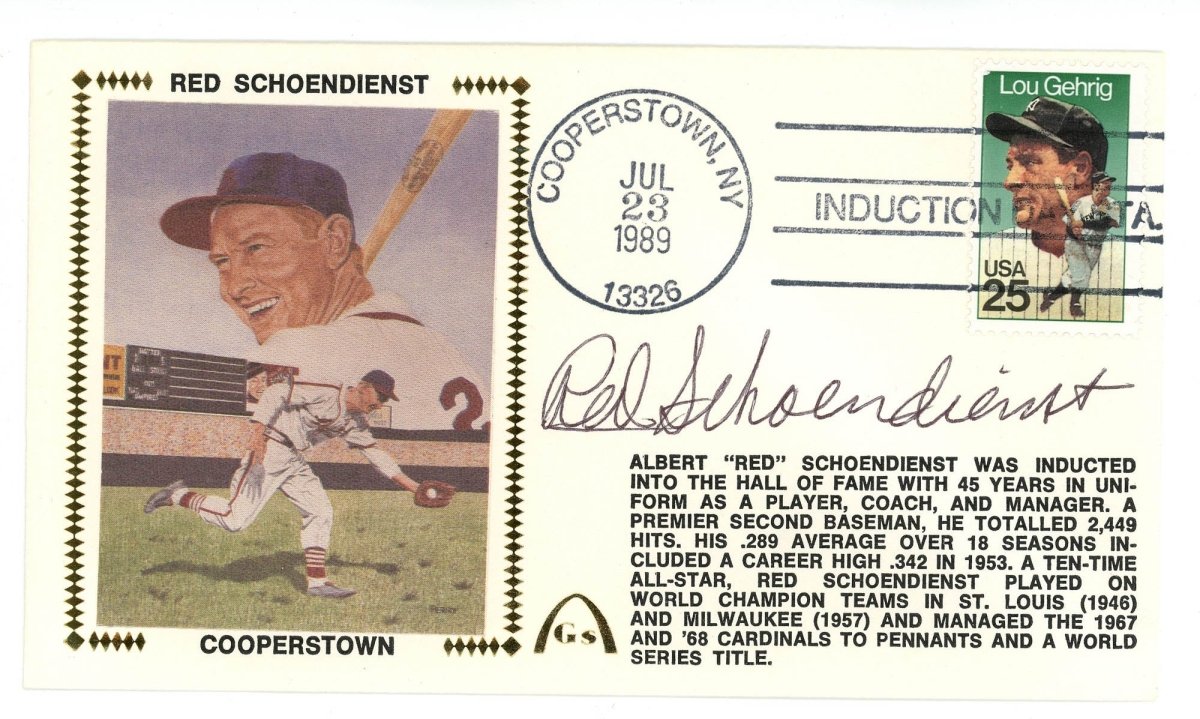 RED SCHOENDIENST
COOPERSTOWN, NY
JUL
23
1989
13326
INDUCTION
Lou Gehrig
USA
25
2
Red Schoendienst
ALBERT "RED" SCHOENDIENST WAS INDUCTED
INTO THE HALL OF FAME WITH 45 YEARS IN UNI-
FORM AS A PLAYER, COACH, AND MANAGER. A
PREMIER SECOND BASEMAN, HE TOTALLED 2,449
HITS. HIS .289 AVERAGE OVER 18 SEASONS IN-
CLUDED A CAREER HIGH .342 IN 1953. A TEN-TIME
ALL-STAR, RED SCHOENDIENST PLAYED ON
WORLD CHAMPION TEAMS IN ST. LOUIS (1946)
AND MILWAUKEE (1957) AND MANAGED THE 1967
AND '68 CARDINALS TO PENNANTS AND A WORLD
SERIES TITLE.
Gs
PERRY
COOPERSTOWN